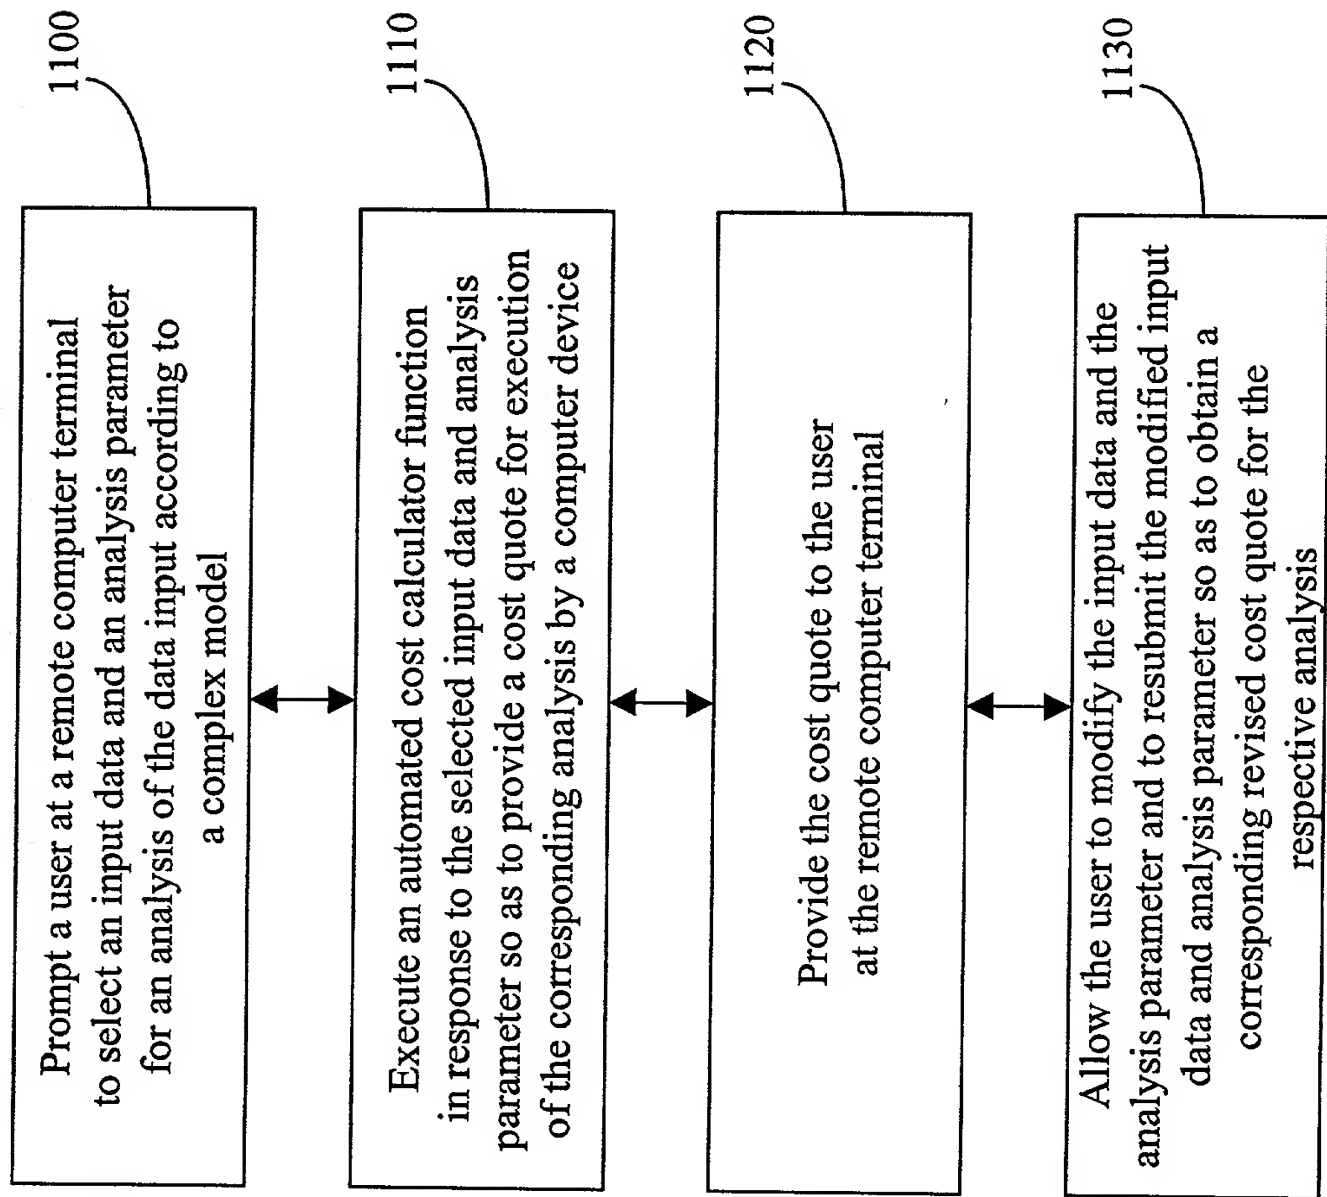 1100
Prompt a user at a remote computer terminal
to select an input data and an analysis parameter
for an analysis of the data input according to
a complex model
1110
Execute an automated cost calculator function
in response to the selected input data and analysis
parameter so as to provide a cost quote for execution
of the corresponding analysis by a computer device
1120
Provide the cost quote to the user
at the remote computer terminal
1130
Allow the user to modify the input data and the
analysis parameter and to resubmit the modified input
data and analysis parameter so as to obtain a
corresponding revised cost quote for the
respective analysis